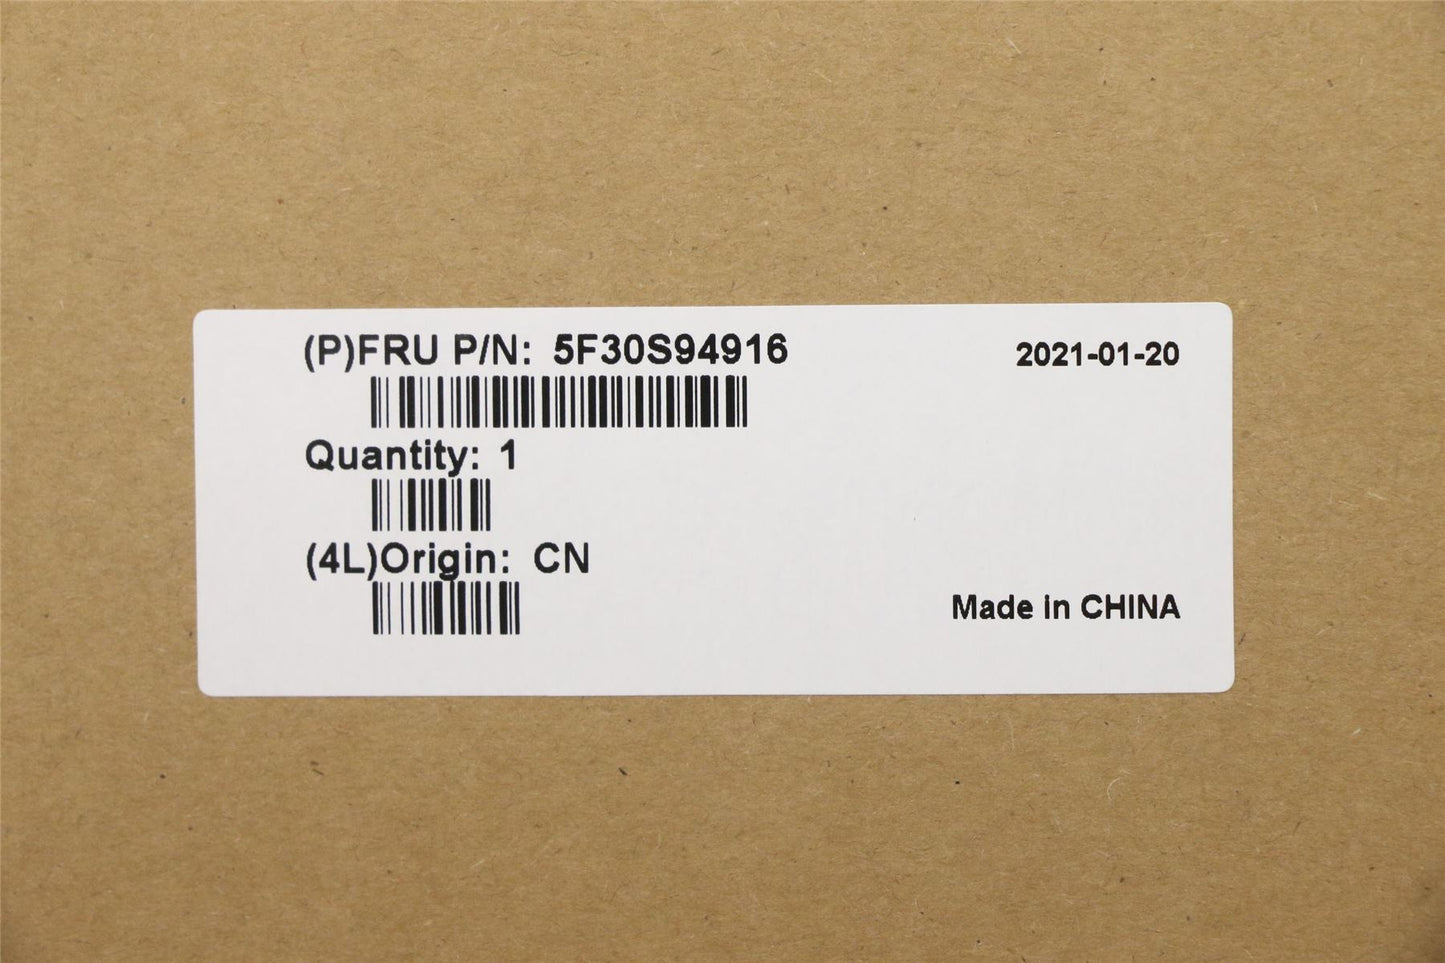 (P)FRU P/N: 5F30S94916
2021-01-20
Quantity: 1
(4L)Origin: CN
Made in CHINA